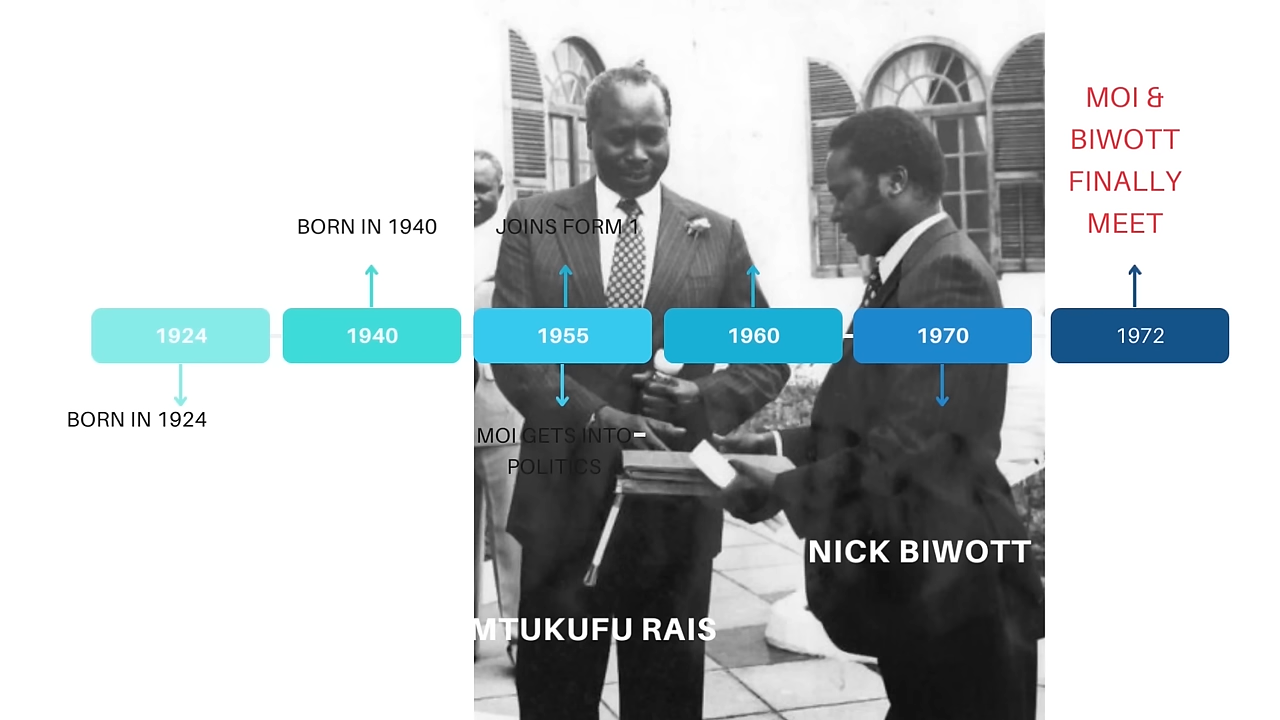 MOI &
BIWOTT
FINALLY
MEET
BORN IN 1940
JOINS FORM 1
1924
1940
1955
1960
1970
1972
BORN IN 1924
MOI GETS INTO
POLITICS
NICK BIWOTT
MTUKUFU RAIS